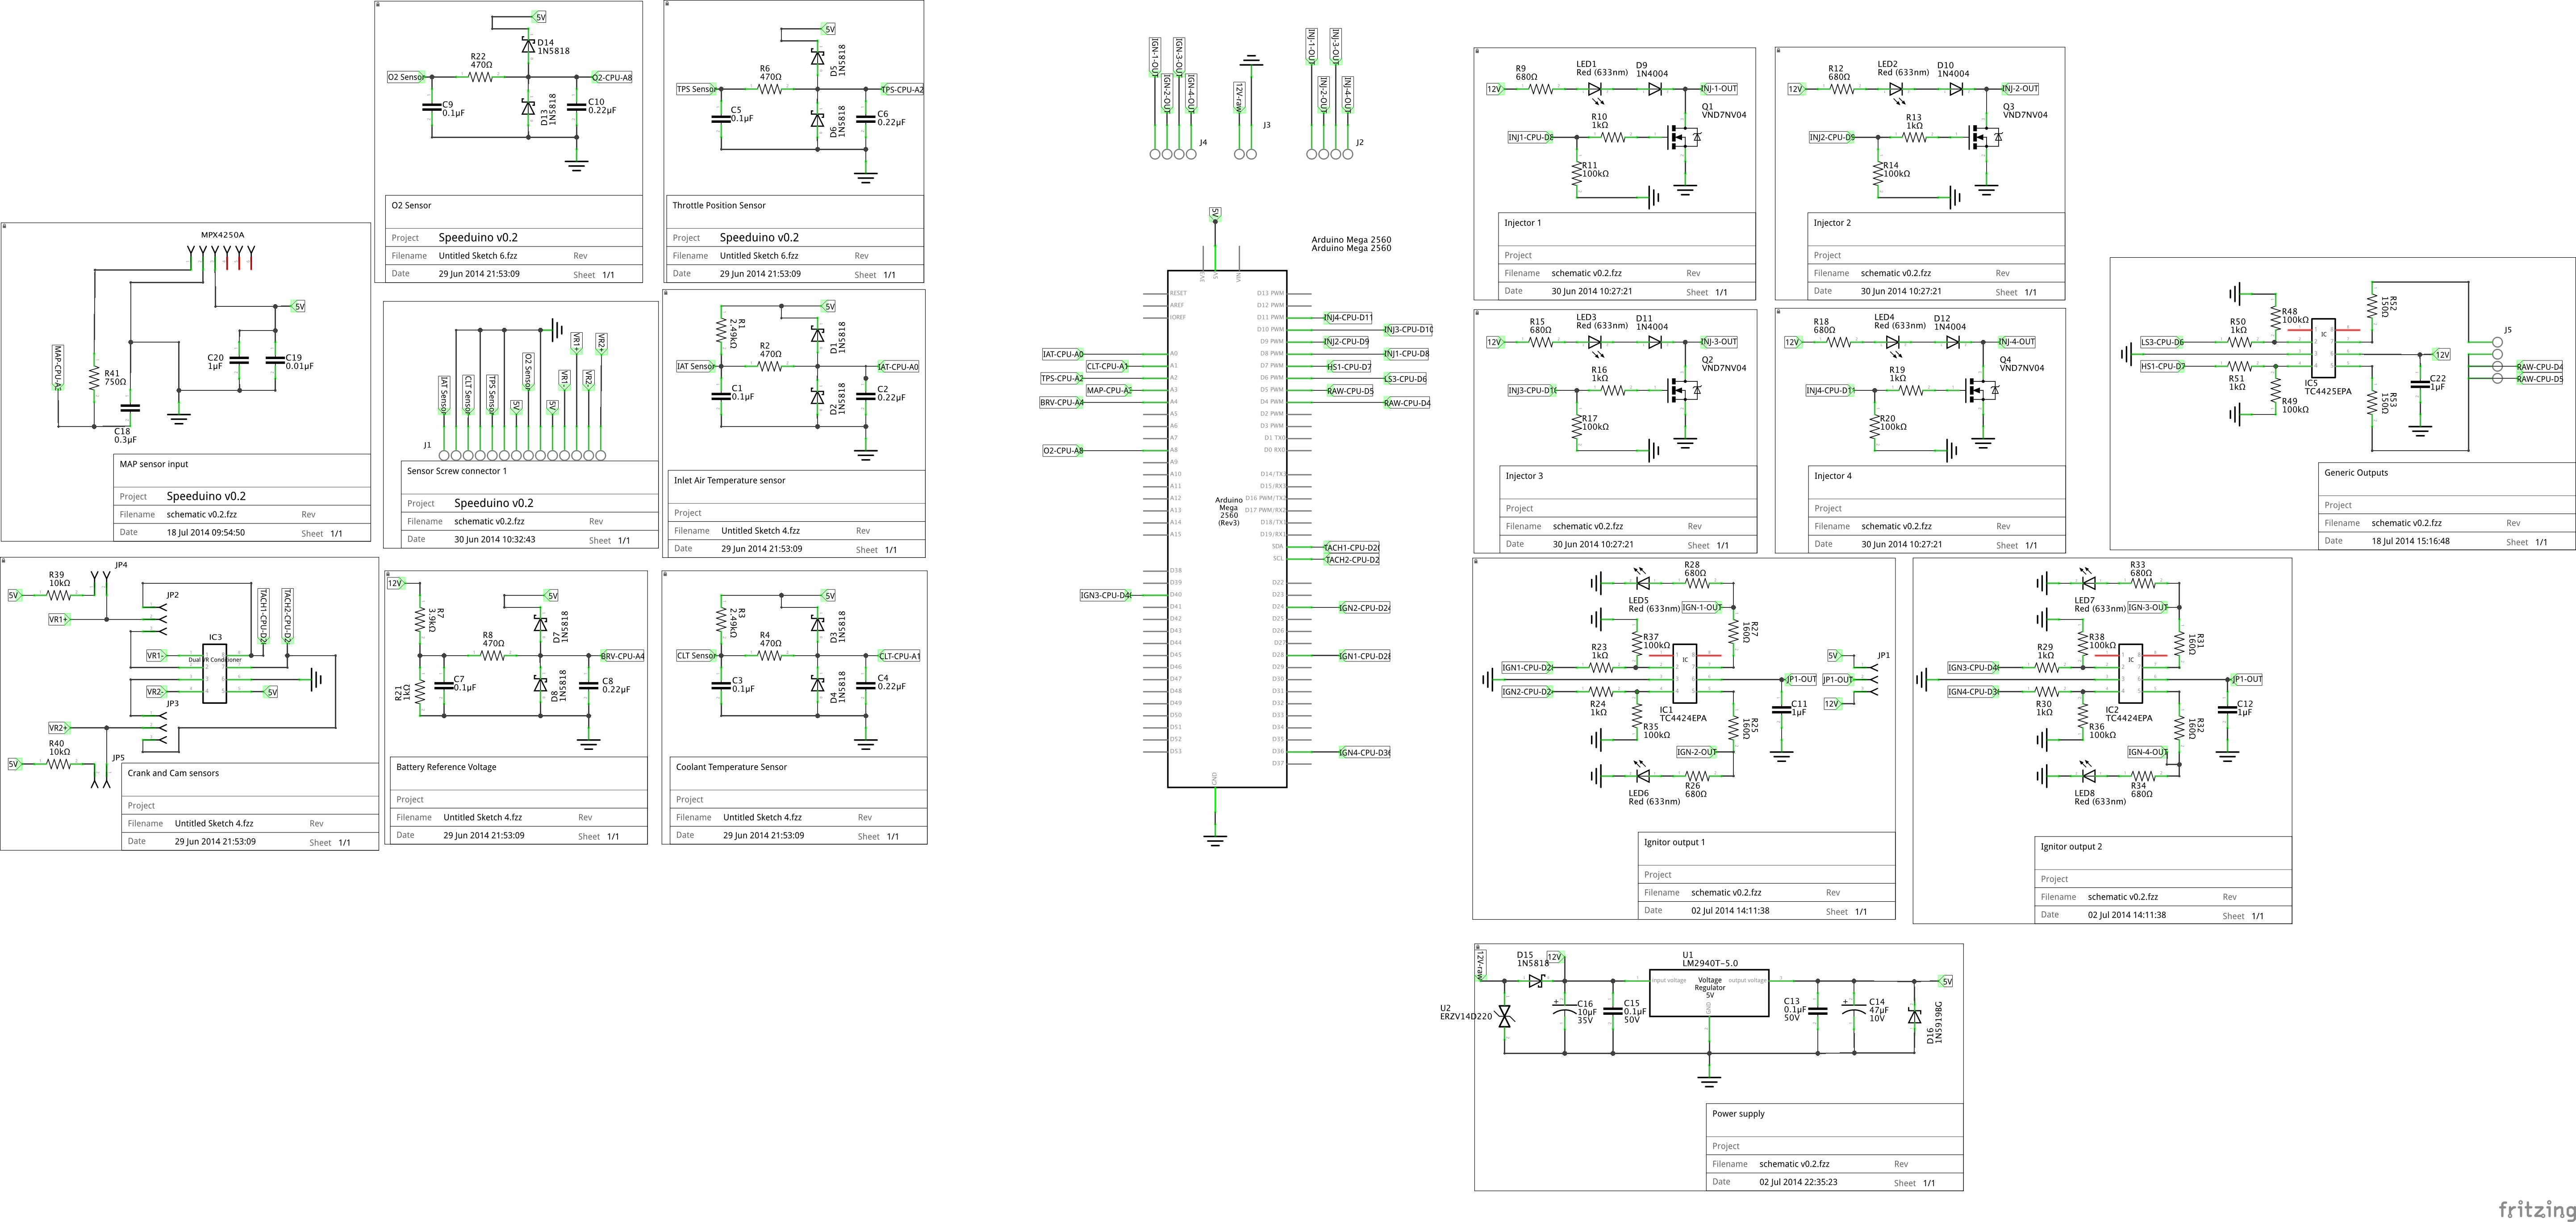 5V
D14
1N5818
R22
470Ω
O2 Sensor
O2-CPU-A8
C9
0.1µF
D13
1N5818
C10
0.22µF
O2 Sensor
Project Speeduino v0.2
Filename Untitled Sketch 6.fzz Rev
Date 29 Jun 2014 21:53:09 Sheet 1/1
5V
D5
1N5818
R6
470Ω
TPS Sensor
TPS-CPU-A2
C5
0.1µF
D6
1N5818
C6
0.22µF
Throttle Position Sensor
Project Speeduino v0.2
Filename Untitled Sketch 6.fzz Rev
Date 29 Jun 2014 21:53:09 Sheet 1/1
MPX4250A
5V
MAP-CPU-A
R41
750Ω
C20
1µF
C19
0.01µF
C18
0.3µF
MAP sensor input
Project Speeduino v0.2
Filename schematic v0.2.fzz Rev
Date 18 Jul 2014 09:54:50 Sheet 1/1
IAT Sensor
CLT Sensor
TPS Sensor
5V
O2 Sensor
5V
VR1-
VR1+
VR2-
VR2+
J1
Sensor Screw connector 1
Project Speeduino v0.2
Filename schematic v0.2.fzz Rev
Date 30 Jun 2014 10:32:43 Sheet 1/1
5V
R1
2.49kΩ
D1
1N5818
R2
470Ω
IAT Sensor
IAT-CPU-A0
C1
0.1µF
D2
1N5818
C2
0.22µF
Inlet Air Temperature sensor
Project
Filename Untitled Sketch 4.fzz Rev
Date 29 Jun 2014 21:53:09 Sheet 1/1
R39
10kΩ
JP4
5V
VR1+
JP2
TACH1-CPU-D2
TACH2-CPU-D2
IC3
Dual VR Conditioner
VR1-
VR2-
5V
JP3
VR2+
R40
10kΩ
5V
JP5
Crank and Cam sensors
Project
Filename Untitled Sketch 4.fzz Rev
Date 29 Jun 2014 21:53:09 Sheet 1/1
12V
R7
3.9kΩ
5V
D7
1N5818
R8
470Ω
BRV-CPU-A4
R21
1kΩ
C7
0.1µF
D8
1N5818
C8
0.22µF
Battery Reference Voltage
Project
Filename Untitled Sketch 4.fzz Rev
Date 29 Jun 2014 21:53:09 Sheet 1/1
5V
R3
2.49kΩ
D3
1N5818
R4
470Ω
CLT Sensor
CLT-CPU-A1
C3
0.1µF
D4
1N5818
C4
0.22µF
Coolant Temperature Sensor
Project
Filename Untitled Sketch 4.fzz Rev
Date 29 Jun 2014 21:53:09 Sheet 1/1
IGN-1-OUT
IGN-2-OUT
IGN-3-OUT
IGN-4-OUT
J4
12V-raw
J3
INJ-1-OUT
INJ-2-OUT
INJ-3-OUT
INJ-4-OUT
J2
5V
Arduino Mega 2560
Arduino Mega 2560
3V3
5V
VIN
RESET
AREF
IOREF
A0
A1
A2
A3
A4
A5
A6
A7
A8
A9
A10
A11
A12
A13
A14
A15
D38
D39
D40
D41
D42
D43
D44
D45
D46
D47
D48
D49
D50
D51
D52
D53
D13 PWM
D12 PWM
D11 PWM
D10 PWM
D9 PWM
D8 PWM
D7 PWM
D6 PWM
D5 PWM
D4 PWM
D2 PWM
D3 PWM
D1 TX0
D0 RX0
D14/TX3
D15/RX3
D16 PWM/TX2
D17 PWM/RX2
D18/TX1
D19/RX1
SDA
SCL
D22
D23
D24
D25
D26
D27
D28
D29
D30
D31
D32
D33
D34
D35
D36
D37
GND
Arduino
Mega
2560
(Rev3)
IAT-CPU-A0
CLT-CPU-A1
TPS-CPU-A2
MAP-CPU-A3
BRV-CPU-A4
O2-CPU-A8
IGN3-CPU-D4
INJ4-CPU-D11
INJ3-CPU-D10
INJ2-CPU-D9
INJ1-CPU-D8
HS1-CPU-D7
LS3-CPU-D6
RAW-CPU-D5
RAW-CPU-D4
TACH1-CPU-D20
TACH2-CPU-D2
IGN2-CPU-D24
IGN1-CPU-D28
IGN4-CPU-D36
R9
680Ω
LED1
Red (633nm)
D9
1N4004
12V
INJ-1-OUT
R10
1kΩ
Q1
VND7NV04
INJ1-CPU-D8
R11
100kΩ
Injector 1
Project
Filename schematic v0.2.fzz Rev
Date 30 Jun 2014 10:27:21 Sheet 1/1
R12
680Ω
LED2
Red (633nm)
D10
1N4004
12V
INJ-2-OUT
R13
1kΩ
Q3
VND7NV04
INJ2-CPU-D9
R14
100kΩ
Injector 2
Project
Filename schematic v0.2.fzz Rev
Date 30 Jun 2014 10:27:21 Sheet 1/1
R15
680Ω
LED3
Red (633nm)
D11
1N4004
12V
INJ-3-OUT
R16
1kΩ
Q2
VND7NV04
INJ3-CPU-D10
R17
100kΩ
Injector 3
Project
Filename schematic v0.2.fzz Rev
Date 30 Jun 2014 10:27:21 Sheet 1/1
R18
680Ω
LED4
Red (633nm)
D12
1N4004
12V
INJ-4-OUT
R19
1kΩ
Q4
VND7NV04
INJ4-CPU-D11
R20
100kΩ
Injector 4
Project
Filename schematic v0.2.fzz Rev
Date 30 Jun 2014 10:27:21 Sheet 1/1
R48
100kΩ
R52
150Ω
R50
1kΩ
IC
J5
LS3-CPU-D6
HS1-CPU-D7
12V
RAW-CPU-D4
RAW-CPU-D5
R51
1kΩ
IC5
TC4425EPA
C22
1µF
R49
100kΩ
R53
150Ω
Generic Outputs
Project
Filename schematic v0.2.fzz Rev
Date 18 Jul 2014 15:16:48 Sheet 1/1
R28
680Ω
LED5
Red (633nm)
IGN-1-OUT
R27
160Ω
R37
100kΩ
R23
1kΩ
IC
IGN1-CPU-D2
IGN2-CPU-D2
5V
JP1
JP1-OUT
JP1-OUT
12V
R24
1kΩ
R35
100kΩ
IC1
TC4424EPA
R25
160Ω
C11
1µF
IGN-2-OUT
LED6
Red (633nm)
R26
680Ω
Ignitor output 1
Project
Filename schematic v0.2.fzz Rev
Date 02 Jul 2014 14:11:38 Sheet 1/1
R33
680Ω
LED7
Red (633nm)
IGN-3-OUT
R31
160Ω
R38
100kΩ
R29
1kΩ
IC
IGN3-CPU-D4
IGN4-CPU-D3
JP1-OUT
R30
1kΩ
R36
100kΩ
IC2
TC4424EPA
R32
160Ω
C12
1µF
IGN-4-OUT
LED8
Red (633nm)
R34
680Ω
Ignitor output 2
Project
Filename schematic v0.2.fzz Rev
Date 02 Jul 2014 14:11:38 Sheet 1/1
12V-raw
D15
1N5818
12V
U1
LM2940T-5.0
input voltage
Voltage
Regulator
5V
output voltage
GND
5V
U2
ERZV14D220
C16
10µF
35V
C15
0.1µF
50V
C13
0.1µF
50V
C14
47µF
10V
D16
1N5919BG
Power supply
Project
Filename schematic v0.2.fzz Rev
Date 02 Jul 2014 22:35:23 Sheet 1/1
fritzing